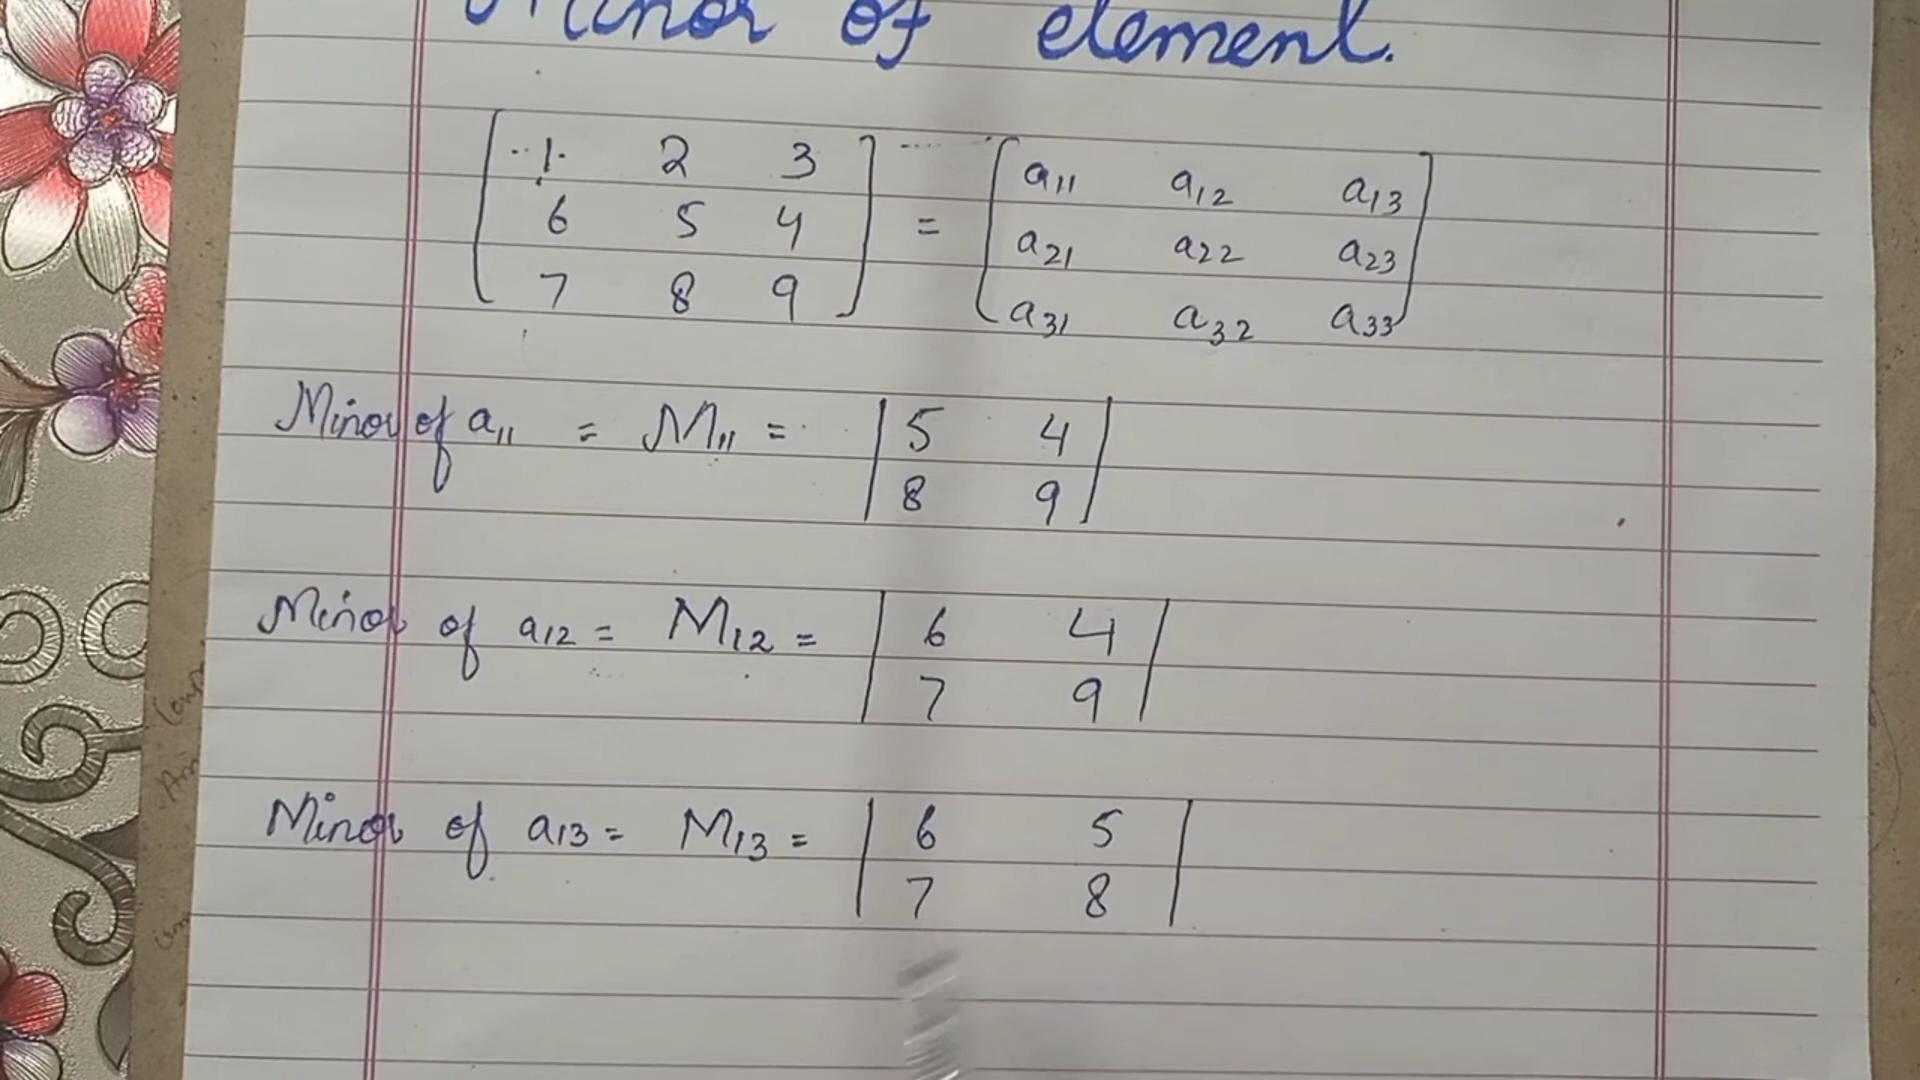 Minor of element.
1 2 3 a11 a12 a13
6 5 4 = a21 a22 a23
7 8 9 a31 a32 a33
Minor of a11 = M11 = | 5 4 |
| 8 9 |
Minor of a12 = M12 = | 6 4 |
| 7 9 |
Minor of a13 = M13 = | 6 5 |
| 7 8 |